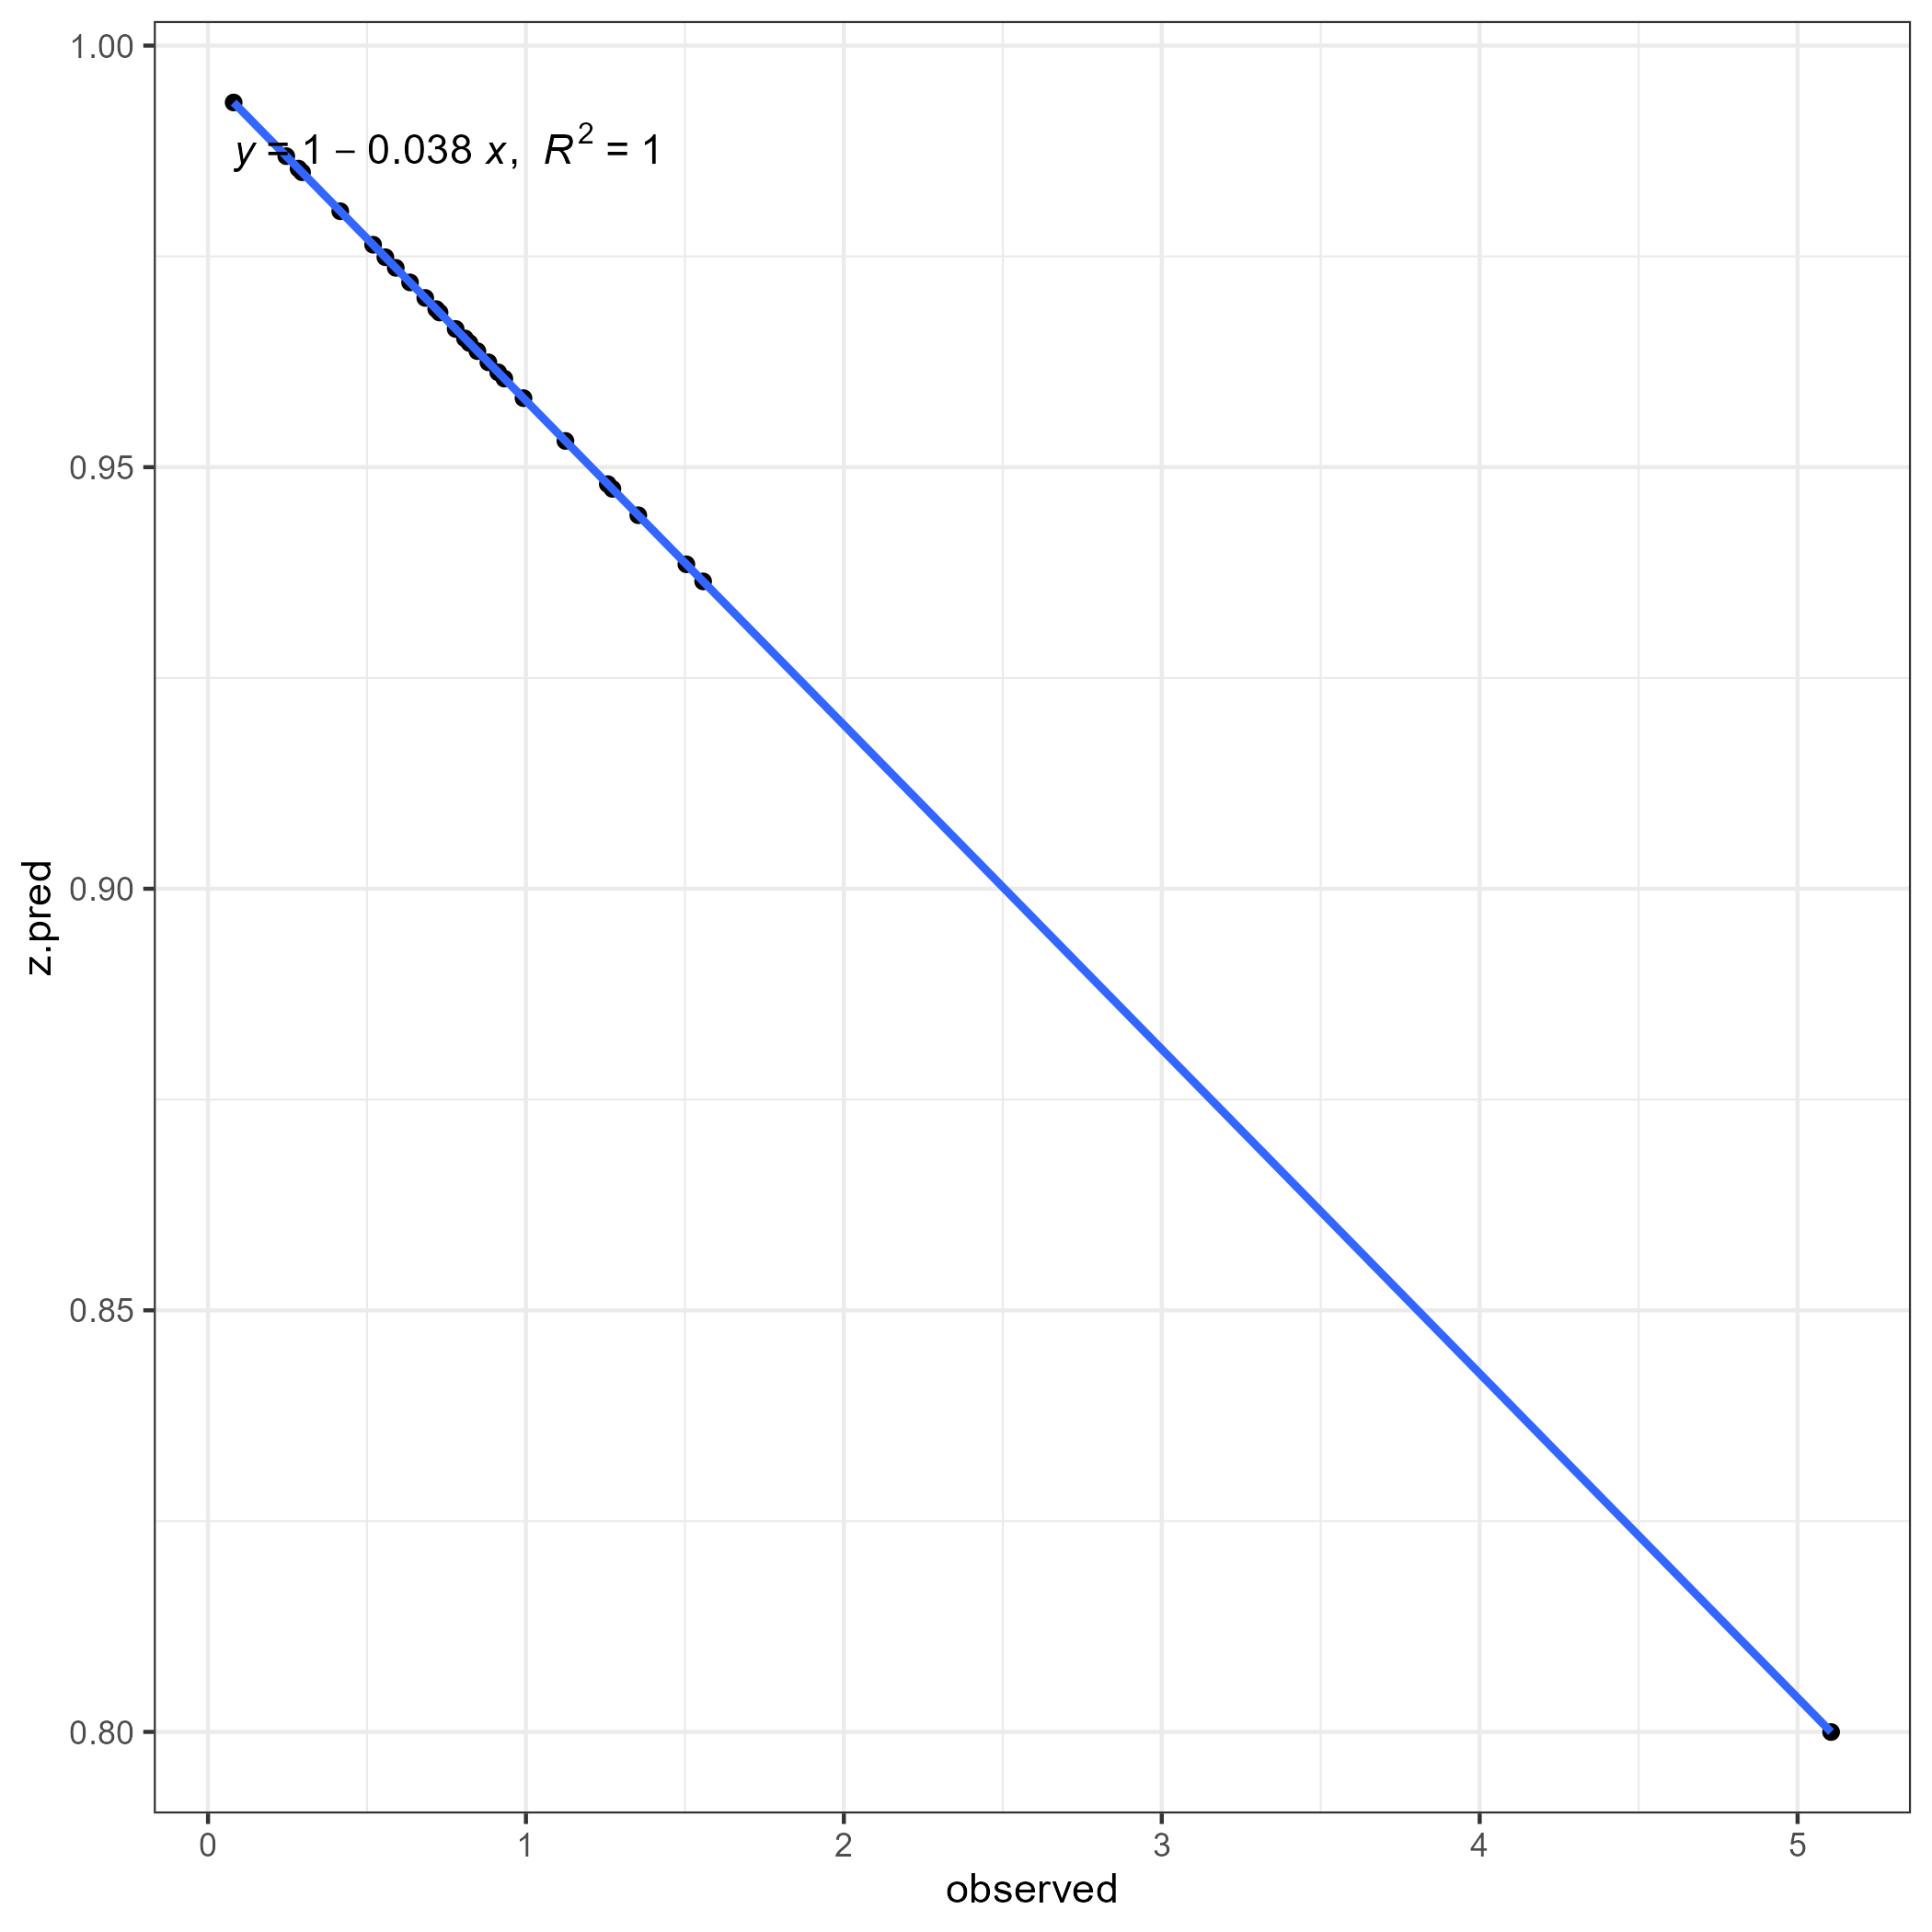 1.00
y = 1 – 0.038 x, R² = 1
0.95
0.90
0.85
0.80
z.pred
0 1 2 3 4 5
observed